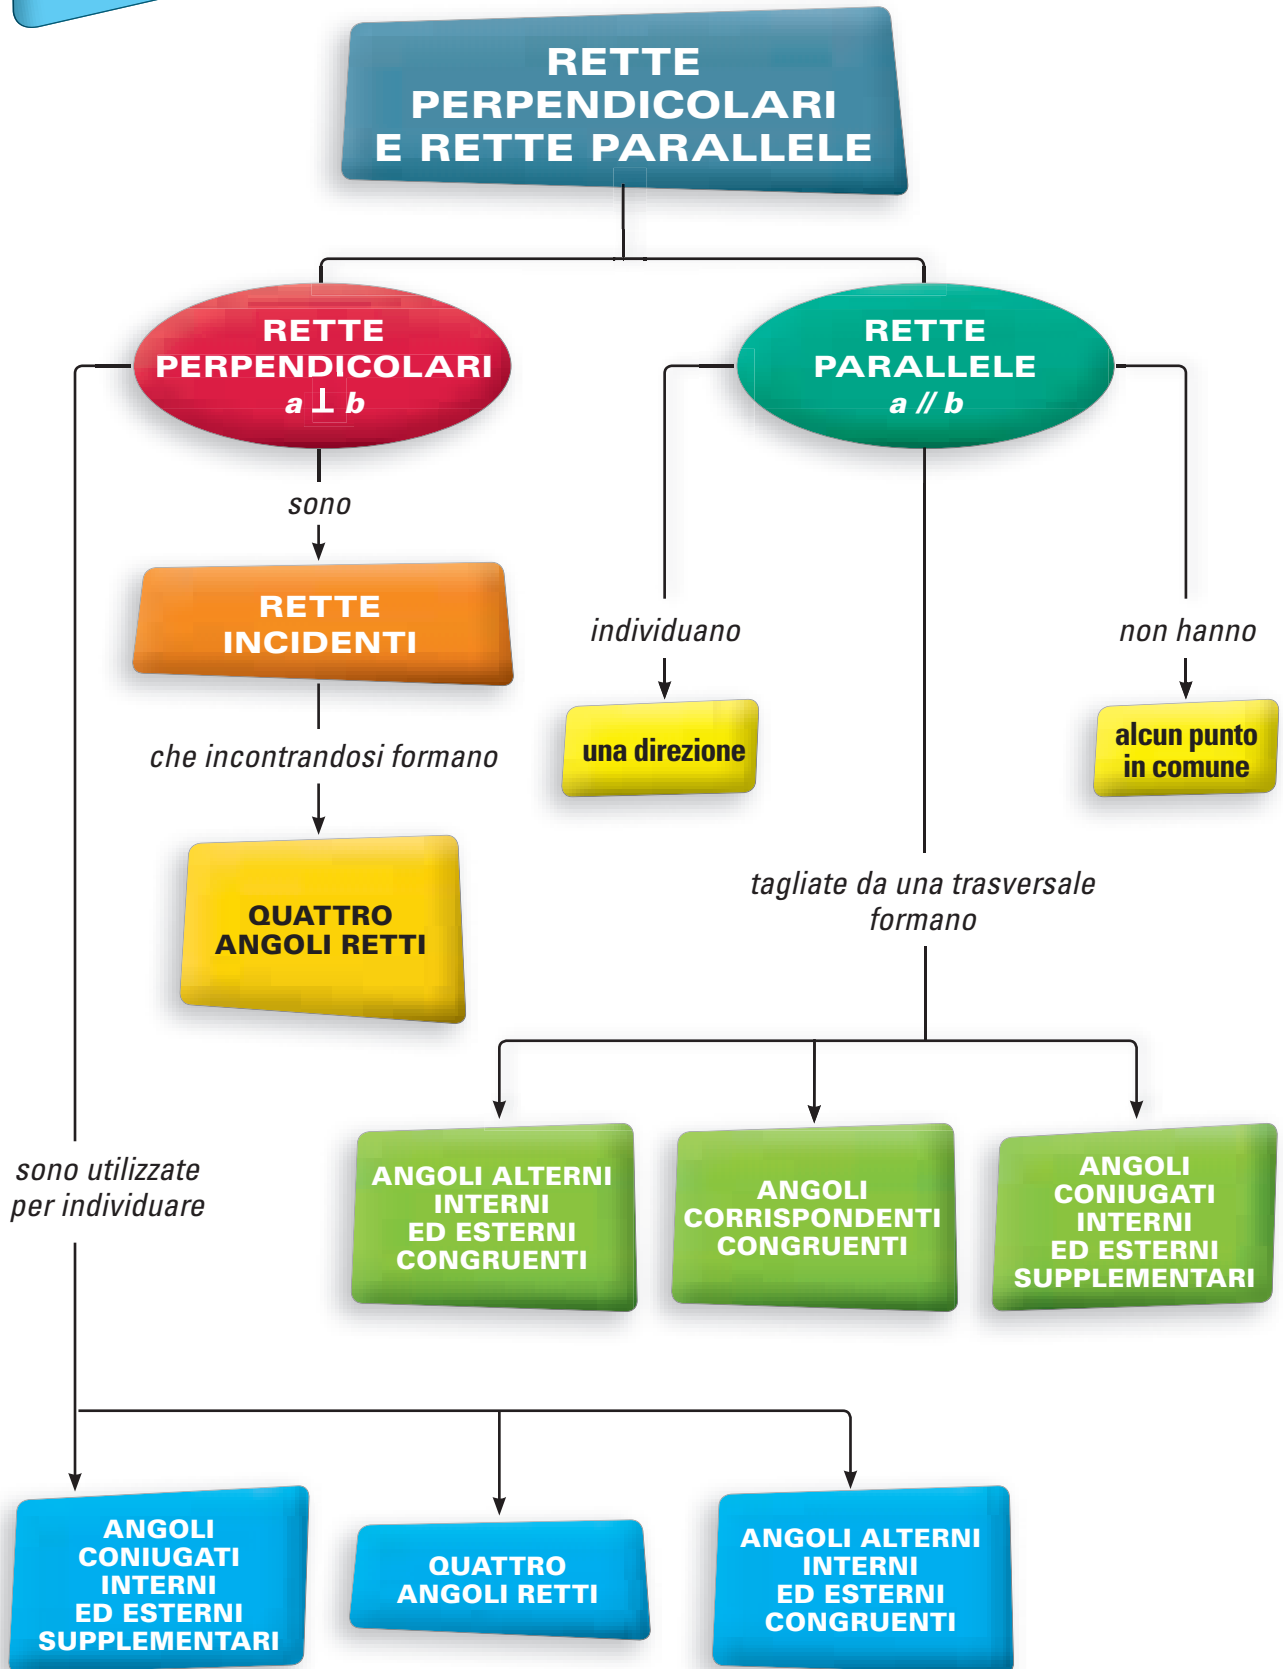 RETTE
PERPENDICOLARI
E RETTE PARALLELE
RETTE
PERPENDICOLARI
a ⊥ b
RETTE
PARALLELE
a // b
sono
RETTE
INCIDENTI
individuano
non hanno
una direzione
alcun punto
in comune
che incontrandosi formano
QUATTRO
ANGOLI RETTI
tagliate da una trasversale
formano
ANGOLI ALTERNI
INTERNI
ED ESTERNI
CONGRUENTI
ANGOLI
CORRISPONDENTI
CONGRUENTI
ANGOLI
CONIUGATI
INTERNI
ED ESTERNI
SUPPLEMENTARI
sono utilizzate
per individuare
ANGOLI
CONIUGATI
INTERNI
ED ESTERNI
SUPPLEMENTARI
QUATTRO
ANGOLI RETTI
ANGOLI ALTERNI
INTERNI
ED ESTERNI
CONGRUENTI